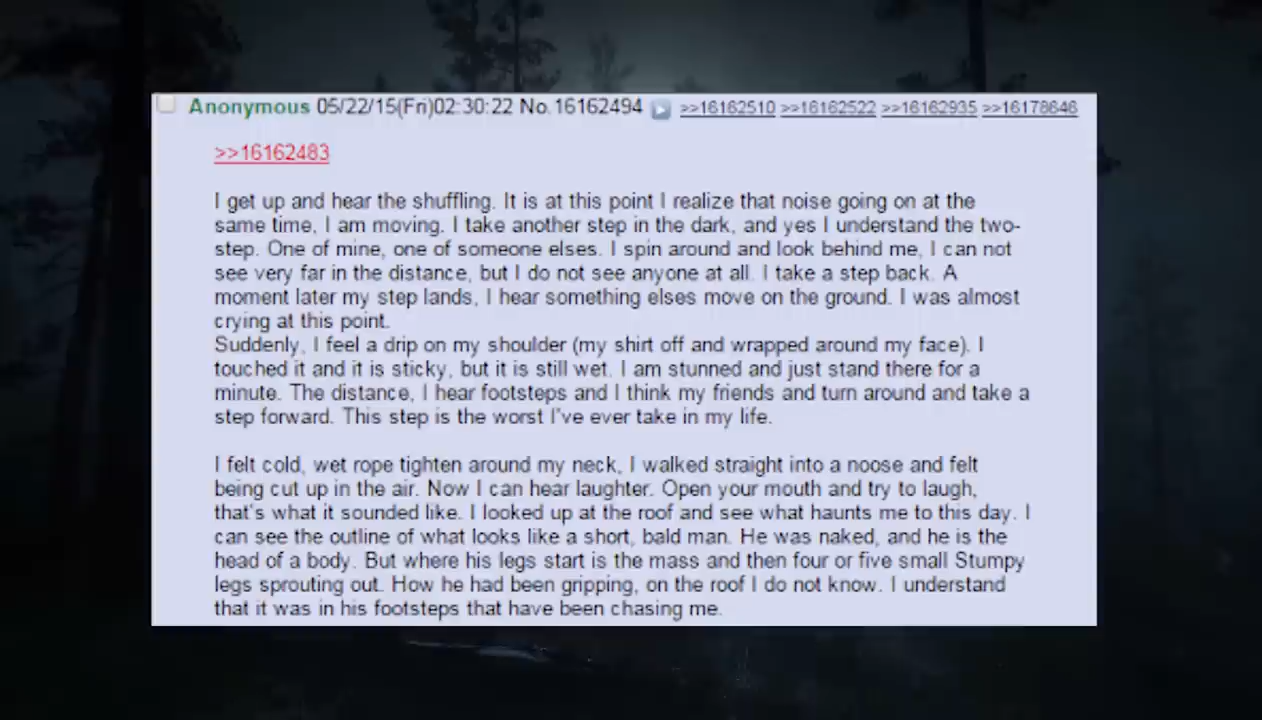 Anonymous 05/22/15(Fri)02:30:22 No.16162494 >>16162510 >>16162522 >>16162935 >>16178646
>>16162483
I get up and hear the shuffling. It is at this point I realize that noise going on at the
same time, I am moving. I take another step in the dark, and yes I understand the two-
step. One of mine, one of someone elses. I spin around and look behind me, I can not
see very far in the distance, but I do not see anyone at all. I take a step back. A
moment later my step lands, I hear something elses move on the ground. I was almost
crying at this point.
Suddenly, I feel a drip on my shoulder (my shirt off and wrapped around my face). I
touched it and it is sticky, but it is still wet. I am stunned and just stand there for a
minute. The distance, I hear footsteps and I think my friends and turn around and take a
step forward. This step is the worst I've ever take in my life.
I felt cold, wet rope tighten around my neck, I walked straight into a noose and felt
being cut up in the air. Now I can hear laughter. Open your mouth and try to laugh,
that's what it sounded like. I looked up at the roof and see what haunts me to this day. I
can see the outline of what looks like a short, bald man. He was naked, and he is the
head of a body. But where his legs start is the mass and then four or five small Stumpy
legs sprouting out. How he had been gripping, on the roof I do not know. I understand
that it was in his footsteps that have been chasing me.